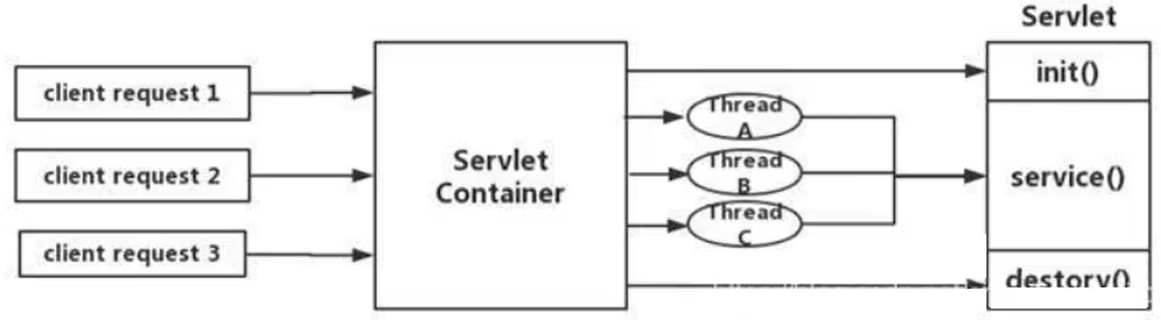 Servlet
client request 1
client request 2
client request 3
Servlet
Container
Thread
A
Thread
B
Thread
C
init()
service()
destory()